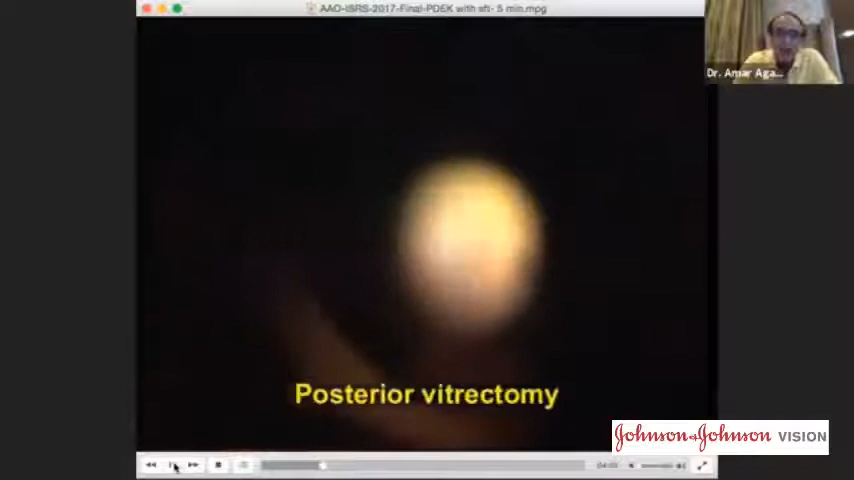 AAO-ISRS-2017-Final-PDEK with sft- 5 min.mpg
Dr. Amar Aga...
Posterior vitrectomy
Johnson & Johnson VISION